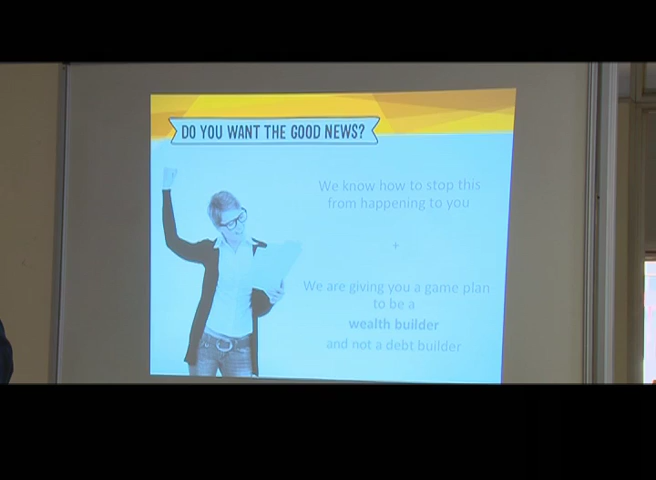 DO YOU WANT THE GOOD NEWS?
We know how to stop this
from happening to you
+
We are giving you a game plan
to be a
wealth builder
and not a debt builder